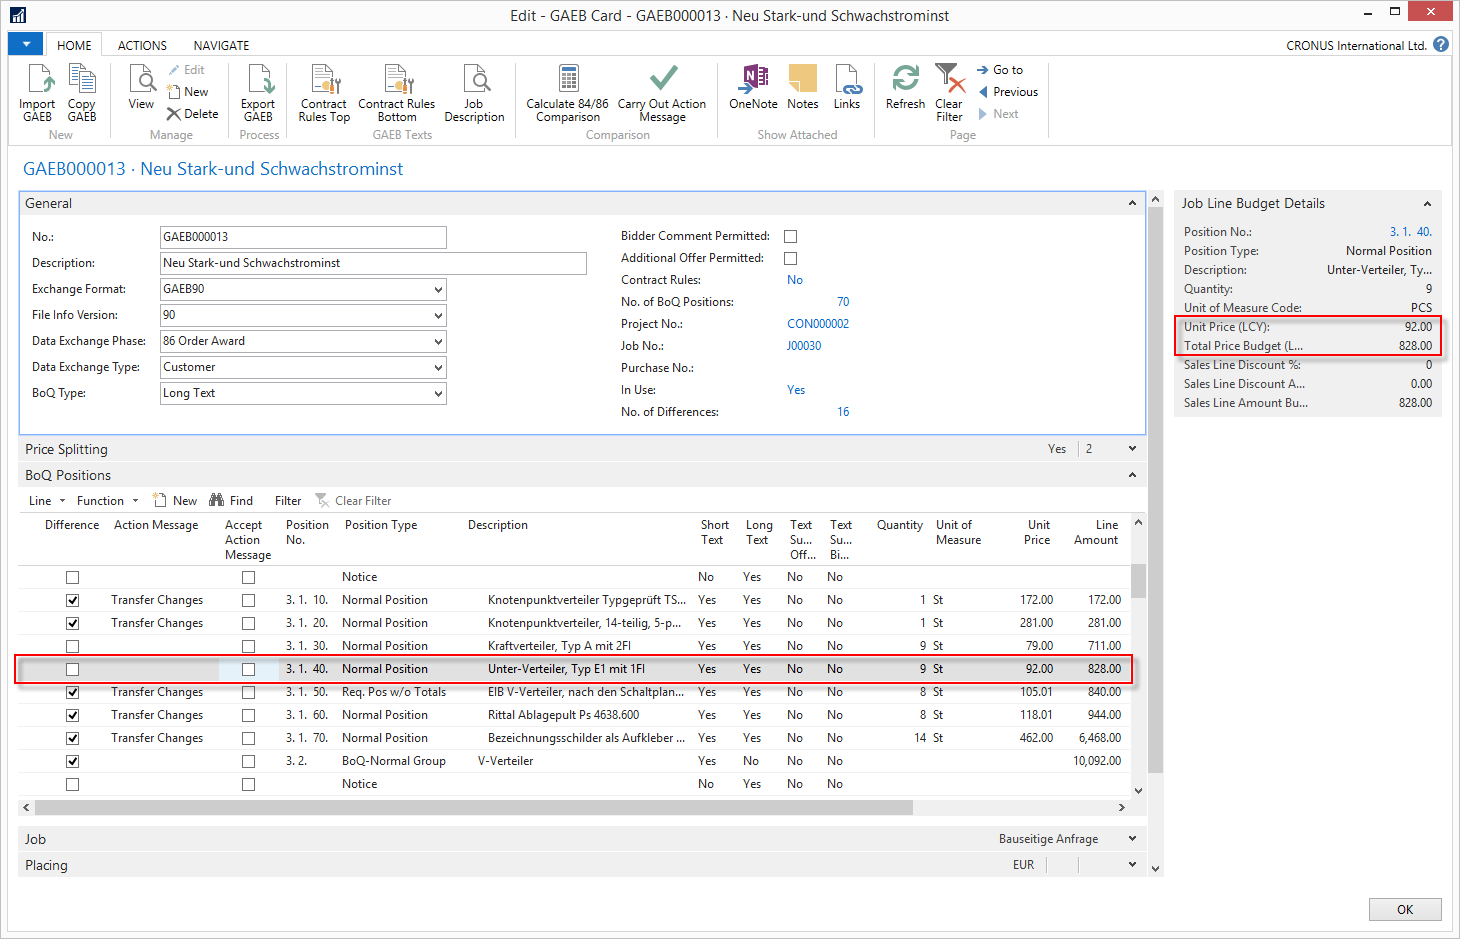 Edit - GAEB Card - GAEB000013 · Neu Stark-und Schwachstrominst
HOME ACTIONS NAVIGATE
CRONUS International Ltd.
Import GAEB
Copy GAEB
New
View
Edit
New
Delete
Manage
Export GAEB
Process
Contract Rules Top
Contract Rules Bottom
Job Description
GAEB Texts
Calculate 84/86 Comparison
Carry Out Action Message
Comparison
OneNote
Notes
Links
Show Attached
Refresh
Clear Filter
Go to
Previous
Next
Page
GAEB000013 · Neu Stark-und Schwachstrominst
General
No.: GAEB000013
Description: Neu Stark-und Schwachstrominst
Exchange Format: GAEB90
File Info Version: 90
Data Exchange Phase: 86 Order Award
Data Exchange Type: Customer
BoQ Type: Long Text
Bidder Comment Permitted:
Additional Offer Permitted:
Contract Rules: No
No. of BoQ Positions: 70
Project No.: CON000002
Job No.: J00030
Purchase No.:
In Use: Yes
No. of Differences: 16
Price Splitting Yes 2
BoQ Positions
Line Function New Find Filter Clear Filter
Difference Action Message Accept Action Message Position No. Position Type Description Short Text Long Text Text Su... Off... Text Su... Bi... Quantity Unit of Measure Unit Price Line Amount
Notice No Yes No No
Transfer Changes 3. 1. 10. Normal Position Knotenpunktverteiler Typgeprüft TS... Yes Yes No No 1 St 172.00 172.00
Transfer Changes 3. 1. 20. Normal Position Knotenpunktverteiler, 14-teilig, 5-p... Yes Yes No No 1 St 281.00 281.00
3. 1. 30. Normal Position Kraftverteiler, Typ A mit 2FI Yes Yes No No 9 St 79.00 711.00
3. 1. 40. Normal Position Unter-Verteiler, Typ E1 mit 1FI Yes Yes No No 9 St 92.00 828.00
Transfer Changes 3. 1. 50. Req. Pos w/o Totals EIB V-Verteiler, nach den Schaltplan... Yes Yes No No 8 St 105.01 840.00
Transfer Changes 3. 1. 60. Normal Position Rittal Ablagepult Ps 4638.600 Yes Yes No No 8 St 118.01 944.00
Transfer Changes 3. 1. 70. Normal Position Bezeichnungsschilder als Aufkleber ... Yes Yes No No 14 St 462.00 6,468.00
3. 2. BoQ-Normal Group V-Verteiler Yes No No No 10,092.00
Notice No Yes No No
Job Bauseitige Anfrage
Placing EUR
Job Line Budget Details
Position No.: 3. 1. 40.
Position Type: Normal Position
Description: Unter-Verteiler, Ty...
Quantity: 9
Unit of Measure Code: PCS
Unit Price (LCY): 92.00
Total Price Budget (L... 828.00
Sales Line Discount %: 0
Sales Line Discount A... 0.00
Sales Line Amount Bu... 828.00
OK